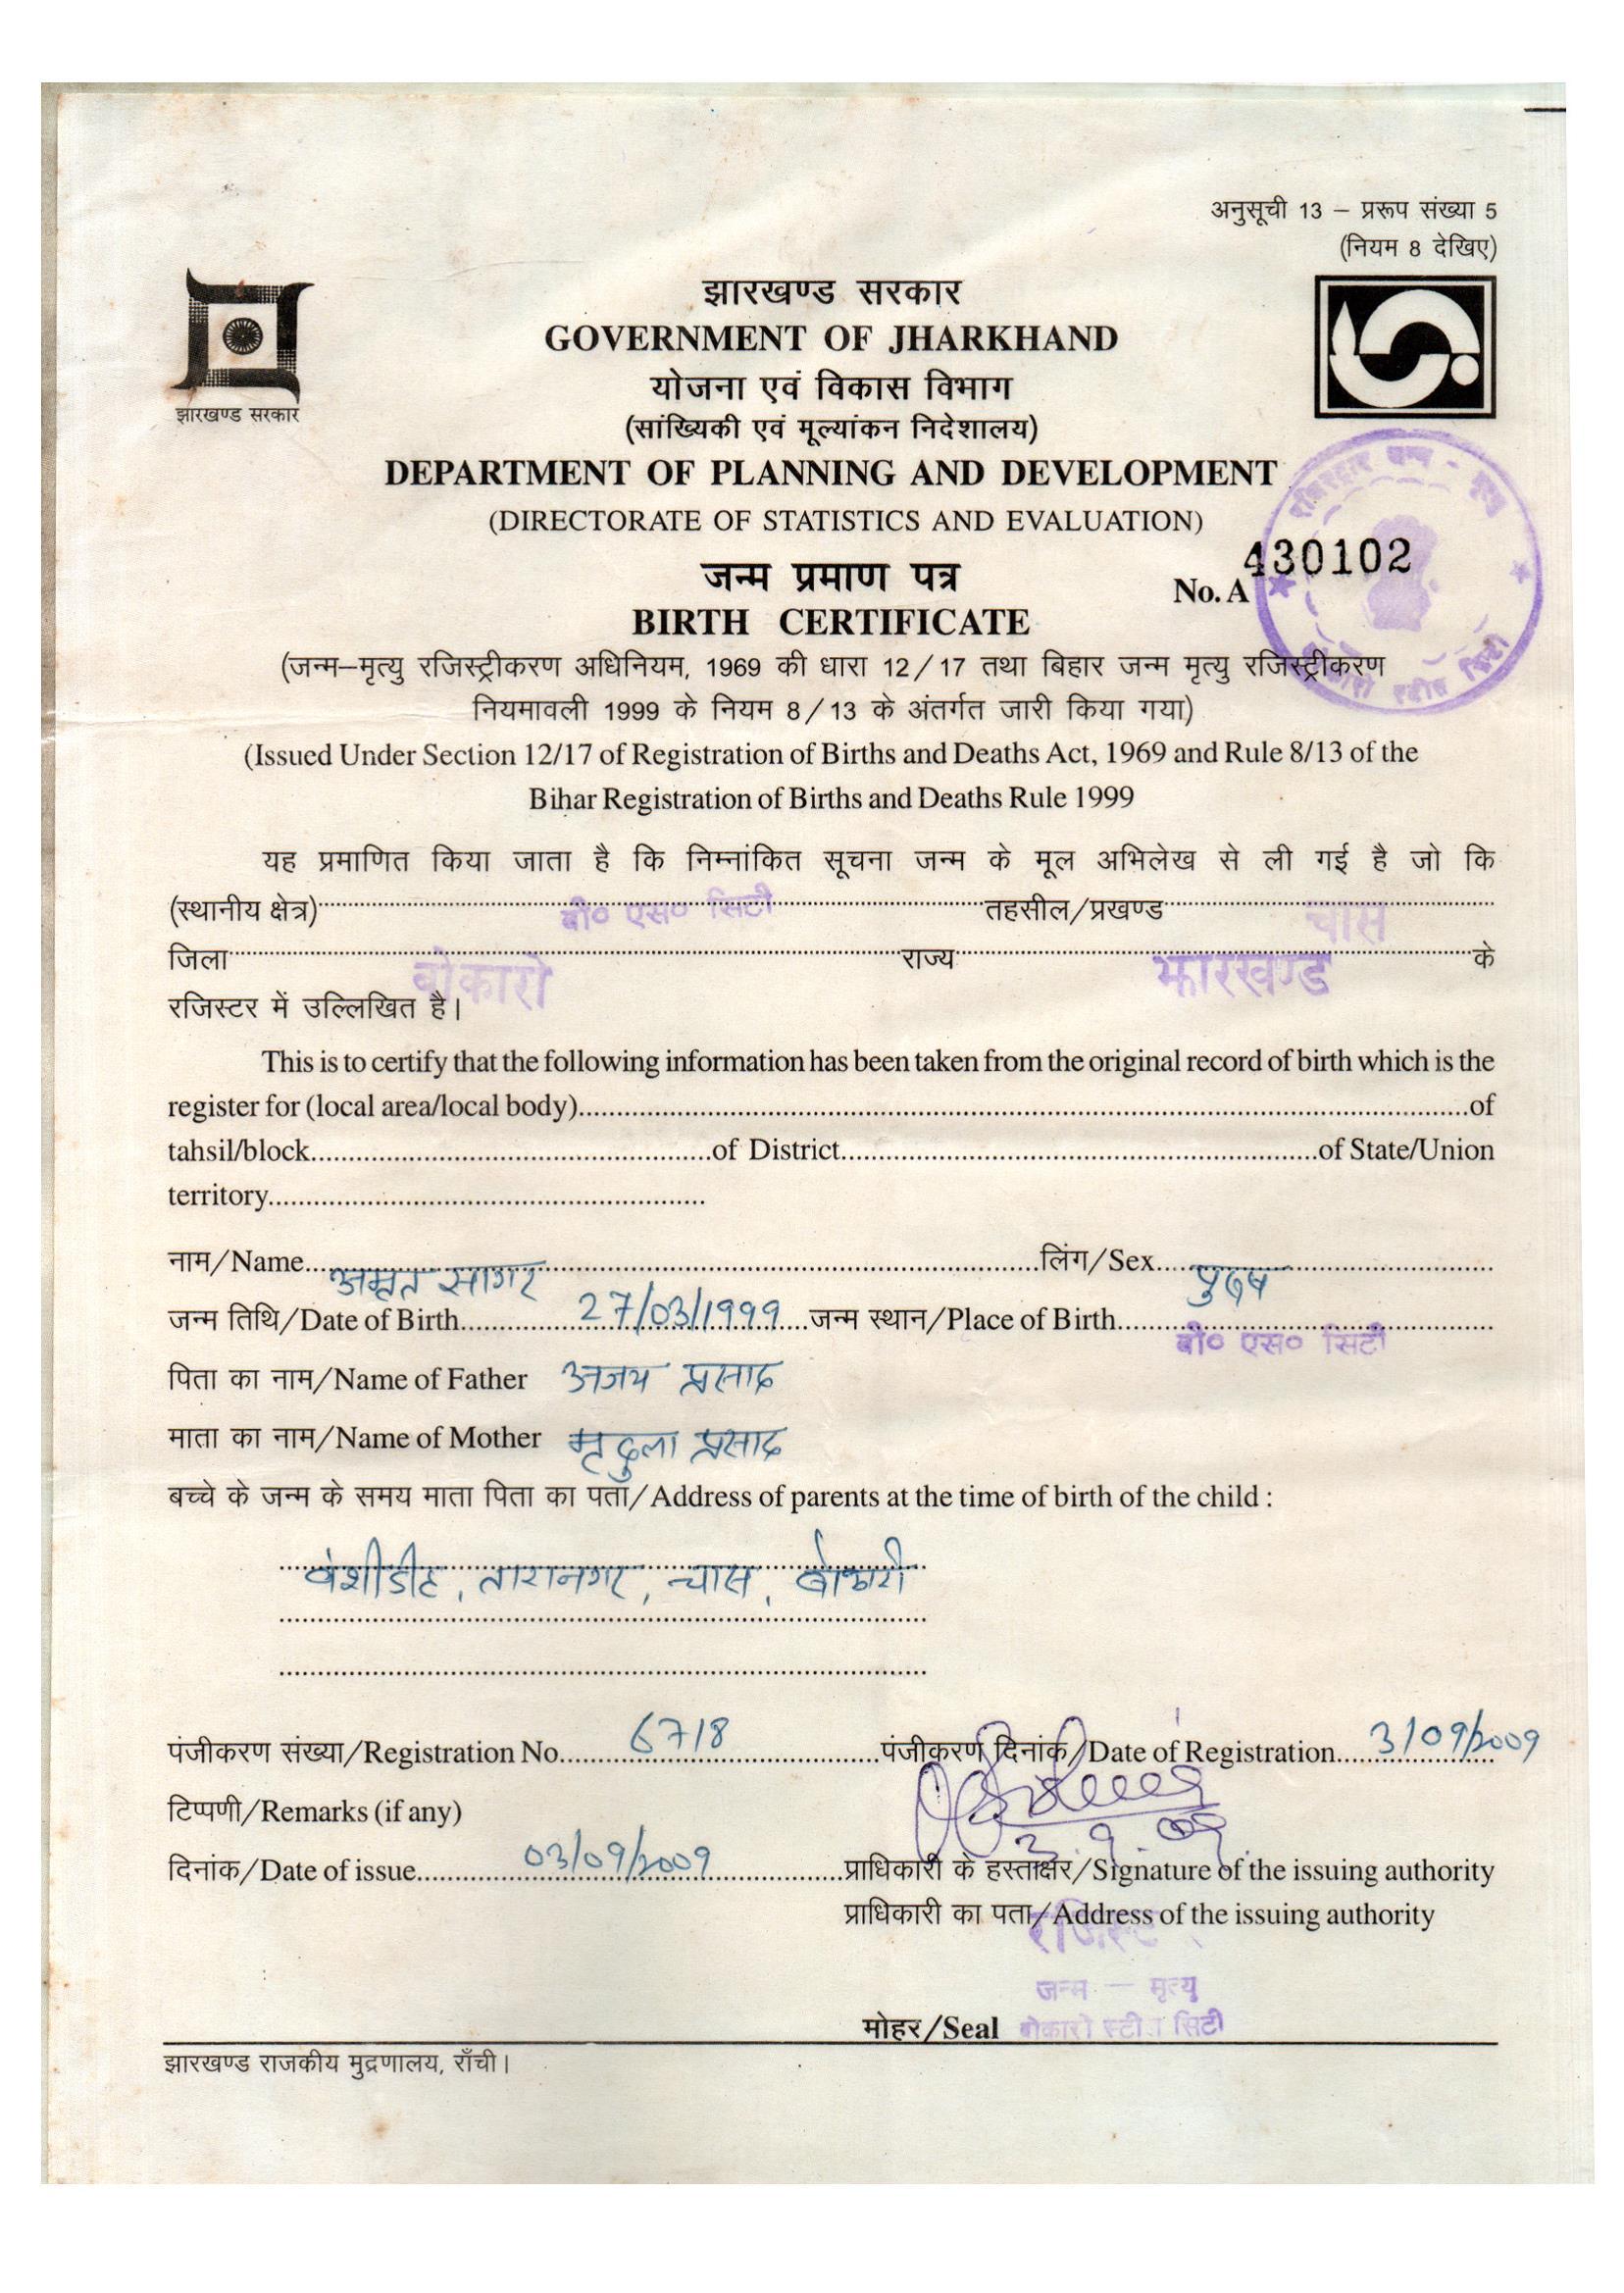 अनुसूची 13 – प्ररूप संख्या 5
(नियम 8 देखिए)
झारखण्ड सरकार
झारखण्ड सरकार
GOVERNMENT OF JHARKHAND
योजना एवं विकास विभाग
(सांख्यिकी एवं मूल्यांकन निदेशालय)
DEPARTMENT OF PLANNING AND DEVELOPMENT
(DIRECTORATE OF STATISTICS AND EVALUATION)
जन्म प्रमाण पत्र
No. A 430102
BIRTH CERTIFICATE
(जन्म–मृत्यु रजिस्ट्रीकरण अधिनियम, 1969 की धारा 12/17 तथा बिहार जन्म मृत्यु रजिस्ट्रीकरण
नियमावली 1999 के नियम 8/13 के अंतर्गत जारी किया गया)
(Issued Under Section 12/17 of Registration of Births and Deaths Act, 1969 and Rule 8/13 of the
Bihar Registration of Births and Deaths Rule 1999
यह प्रमाणित किया जाता है कि निम्नांकित सूचना जन्म के मूल अभिलेख से ली गई है जो कि
(स्थानीय क्षेत्र) बी० एस० सिटी तहसील/प्रखण्ड चास
जिला बोकारो राज्य झारखण्ड के
रजिस्टर में उल्लिखित है।
This is to certify that the following information has been taken from the original record of birth which is the
register for (local area/local body)..........of
tahsil/block..........of District..........of State/Union
territory..........
नाम/Name अमृत सागर लिंग/Sex पुरुष
जन्म तिथि/Date of Birth 27/03/1999 जन्म स्थान/Place of Birth बी० एस० सिटी
पिता का नाम/Name of Father अजय प्रसाद
माता का नाम/Name of Mother मृदुला प्रसाद
बच्चे के जन्म के समय माता पिता का पता/Address of parents at the time of birth of the child :
वंशीडीह, तारानगर, चास, बोकारो
पंजीकरण संख्या/Registration No. 6718 पंजीकरण दिनांक/Date of Registration 3/09/2009
टिप्पणी/Remarks (if any)
3.9.09
दिनांक/Date of issue 03/09/2009 प्राधिकारी के हस्ताक्षर/Signature of the issuing authority
प्राधिकारी का पता/Address of the issuing authority
जन्म – मृत्यु
मोहर/Seal बोकारो स्टील सिटी
झारखण्ड राजकीय मुद्रणालय, राँची।